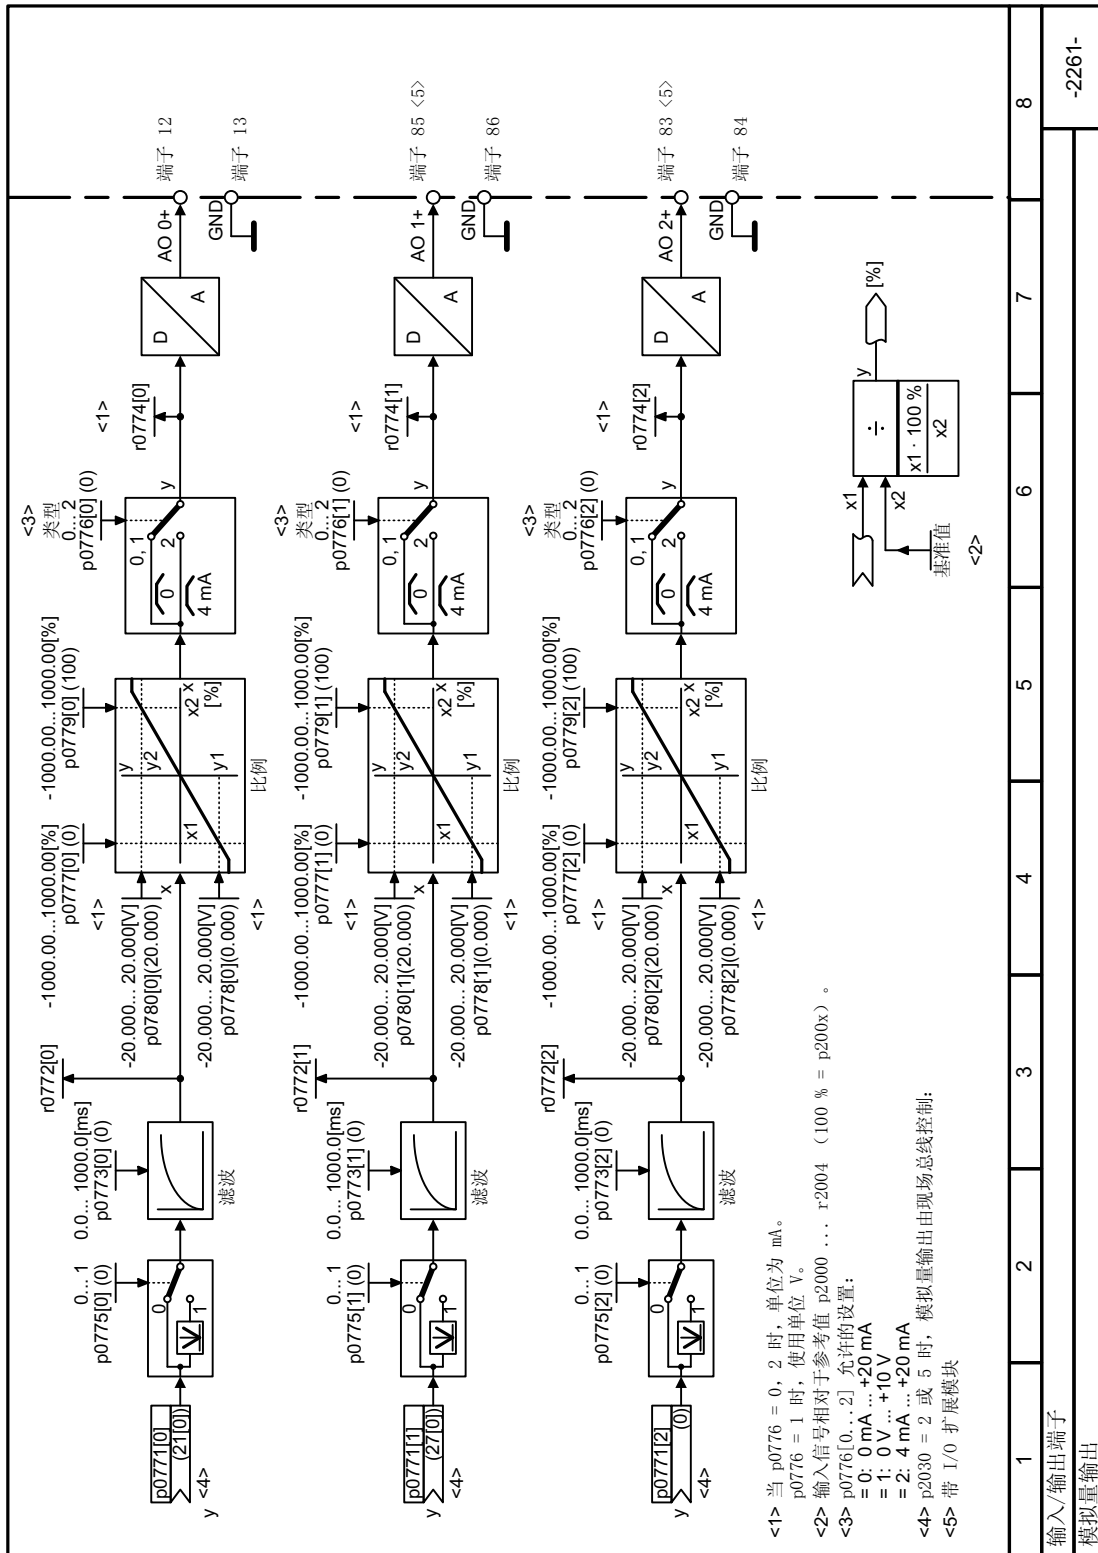 p0771[0]
(21[0])
y <4>
0...1
p0775[0] (0)
0
1
0.0... 1000.0[ms]
p0773[0] (0)
滤波
r0772[0]
-1000.00...1000.00[%]
p0777[0] (0)
<1>
-20.000... 20.000[V]
p0780[0](20.000)
x
-20.000... 20.000[V]
p0778[0](0.000)
<1>
-1000.00...1000.00[%]
p0779[0] (100)
y
y2
x1
x2 x
[%]
y1
比例
<3>
类型
0...2
p0776[0] (0)
0, 1
2
0
4 mA
y
<1>
r0774[0]
D
A
AO 0+
端子 12
GND
端子 13
p0771[1]
(27[0])
y <4>
0...1
p0775[1] (0)
0
1
0.0... 1000.0[ms]
p0773[1] (0)
滤波
r0772[1]
-1000.00...1000.00[%]
p0777[1] (0)
<1>
-20.000... 20.000[V]
p0780[1](20.000)
x
-20.000... 20.000[V]
p0778[1](0.000)
<1>
-1000.00...1000.00[%]
p0779[1] (100)
y
y2
x1
x2 x
[%]
y1
比例
<3>
类型
0...2
p0776[1] (0)
0, 1
2
0
4 mA
y
<1>
r0774[1]
D
A
AO 1+
端子 85 <5>
GND
端子 86
p0771[2]
(0)
y <4>
0...1
p0775[2] (0)
0
1
0.0... 1000.0[ms]
p0773[2] (0)
滤波
r0772[2]
-1000.00...1000.00[%]
p0777[2] (0)
<1>
-20.000... 20.000[V]
p0780[2](20.000)
x
-20.000... 20.000[V]
p0778[2](0.000)
<1>
-1000.00...1000.00[%]
p0779[2] (100)
y
y2
x1
x2 x
[%]
y1
比例
<3>
类型
0...2
p0776[2] (0)
0, 1
2
0
4 mA
y
<1>
r0774[2]
D
A
AO 2+
端子 83 <5>
GND
端子 84
<1> 当 p0776 = 0, 2 时, 单位为 mA。
p0776 = 1 时, 使用单位 V。
<2> 输入信号相对于参考值 p2000 ... r2004 (100 % = p200x) 。
<3> p0776[0...2] 允许的设置:
= 0: 0 mA ... +20 mA
= 1: 0 V ... +10 V
= 2: 4 mA ... +20 mA
<4> p2030 = 2 或 5 时, 模拟量输出由现场总线控制;
<5> 带 I/O 扩展模块
x1
x2
基准值
<2>
÷
x1 · 100 %
x2
y
[%]
1 2 3 4 5 6 7 8
输入/输出端子
模拟量输出
-2261-